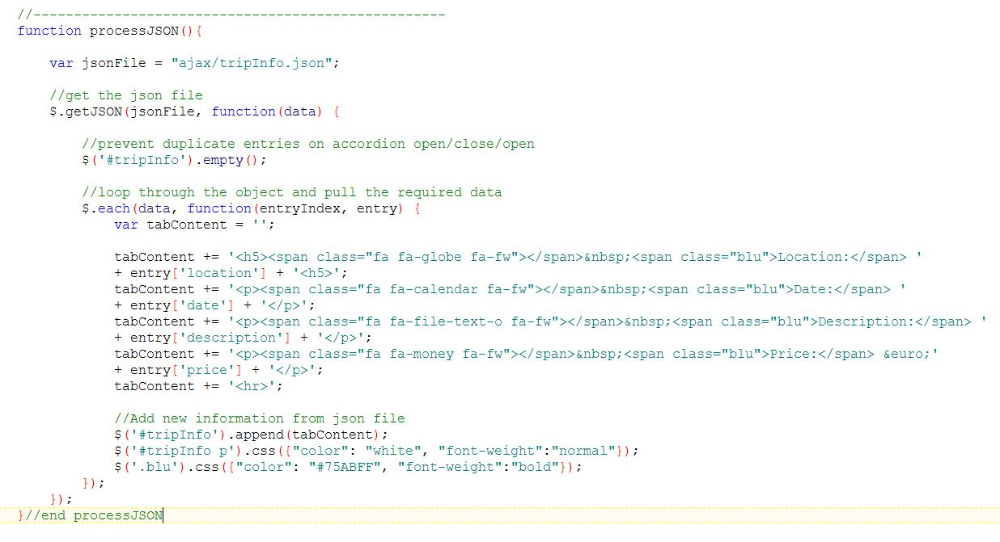 //---------------------------------------------------
function processJSON(){
var jsonFile = "ajax/tripInfo.json";
//get the json file
$.getJSON(jsonFile, function(data) {
//prevent duplicate entries on accordion open/close/open
$('#tripInfo').empty();
//loop through the object and pull the required data
$.each(data, function(entryIndex, entry) {
var tabContent = '';
tabContent += '<h5><span class="fa fa-globe fa-fw"></span>&nbsp;<span class="blu">Location:</span> '
+ entry['location'] + '<h5>';
tabContent += '<p><span class="fa fa-calendar fa-fw"></span>&nbsp;<span class="blu">Date:</span> '
+ entry['date'] + '</p>';
tabContent += '<p><span class="fa fa-file-text-o fa-fw"></span>&nbsp;<span class="blu">Description:</span> '
+ entry['description'] + '</p>';
tabContent += '<p><span class="fa fa-money fa-fw"></span>&nbsp;<span class="blu">Price:</span> &euro;'
+ entry['price'] + '</p>';
tabContent += '<hr>';
//Add new information from json file
$('#tripInfo').append(tabContent);
$('#tripInfo p').css({"color": "white", "font-weight":"normal"});
$('.blu').css({"color": "#75ABFF", "font-weight":"bold"});
});
});
}//end processJSON